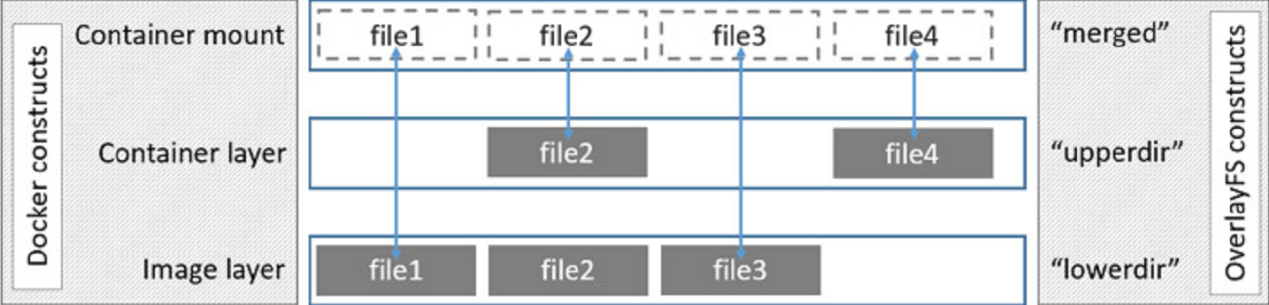 Docker constructs
Container mount
file1 file2 file3 file4
“merged”
Container layer
file2 file4
“upperdir”
Image layer
file1 file2 file3
“lowerdir”
OverlayFS constructs